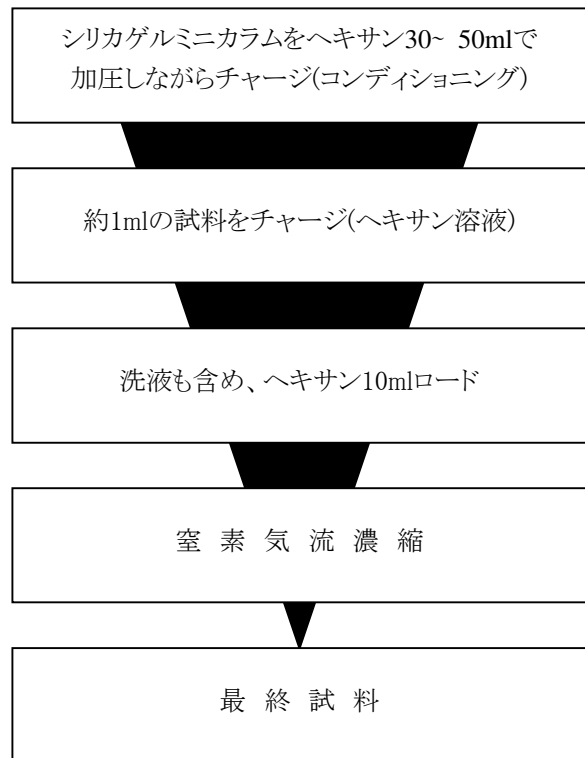 シリカゲルミニカラムをヘキサン30~ 50mlで
加圧しながらチャージ(コンディショニング)
約1mlの試料をチャージ(ヘキサン溶液)
洗液も含め、ヘキサン10mlロード
窒 素 気 流 濃 縮
最 終 試 料